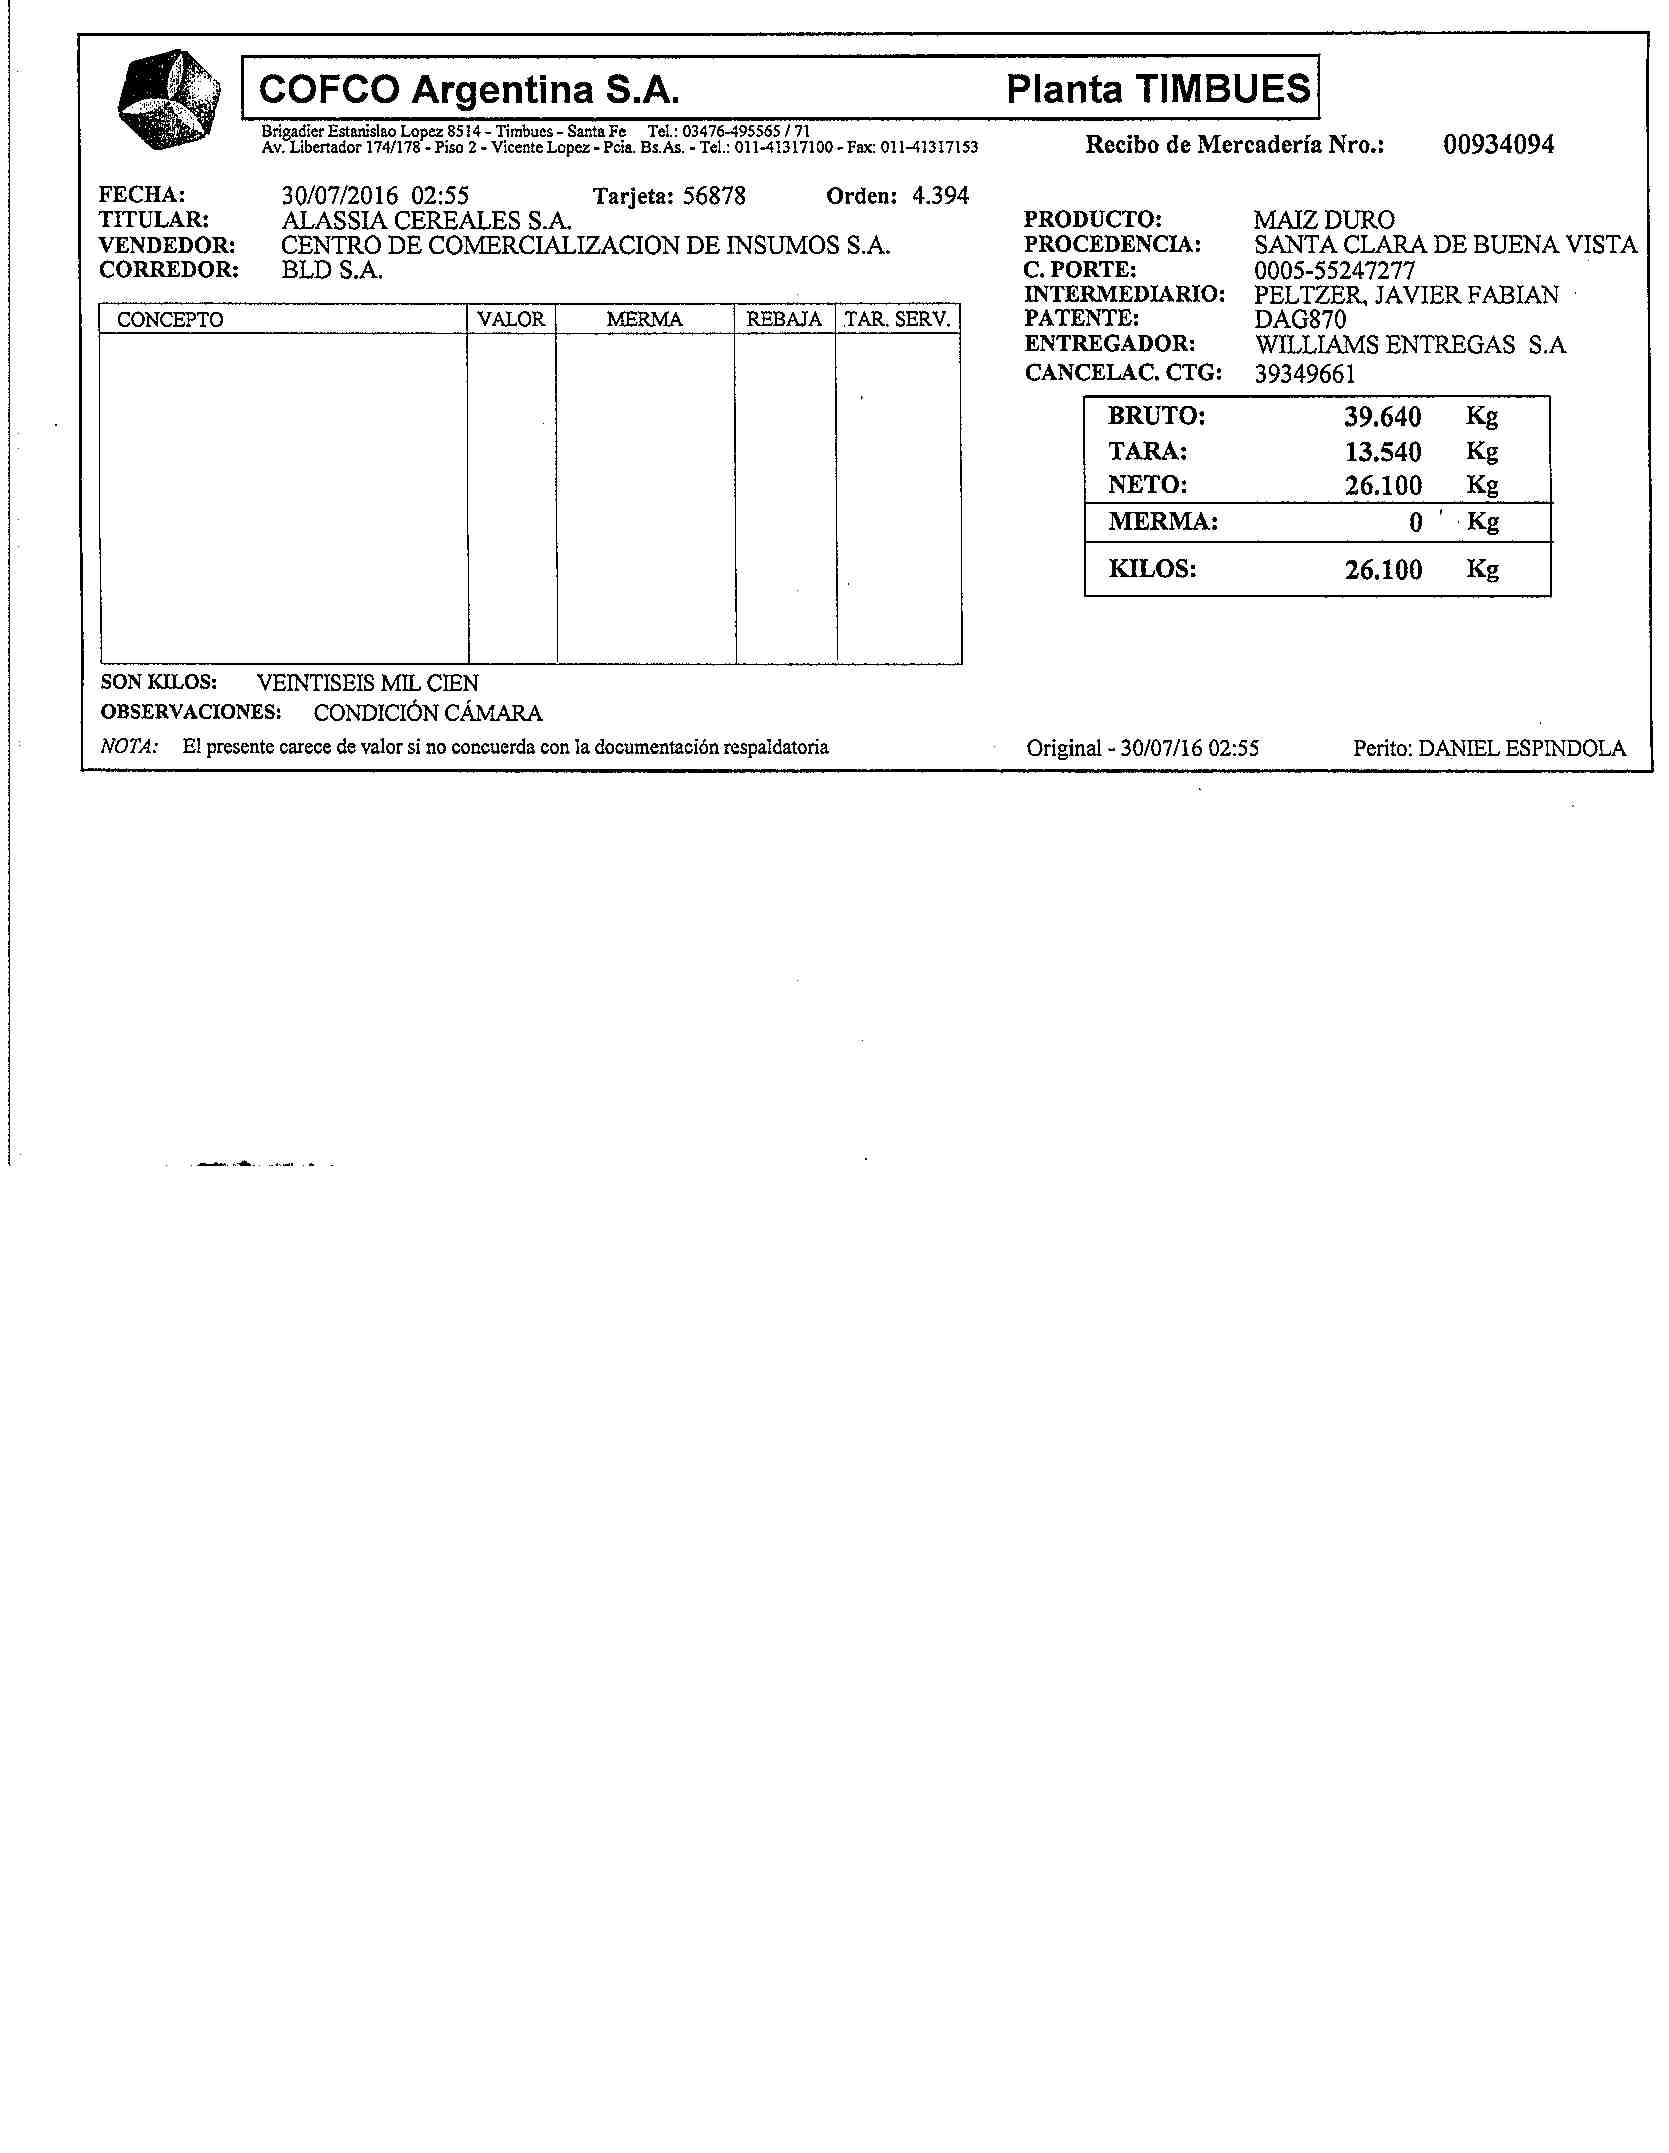 COFCO Argentina S.A. Planta TIMBUES
Brigadier Estanislao Lopez 8514 - Timbues - Santa Fe Tel.: 03476-495565 / 71
Av. Libertador 174/178 - Piso 2 - Vicente Lopez - Pcia. Bs.As. - Tel.: 011-41317100 - Fax: 011-41317153
Recibo de Mercadería Nro.: 00934094
FECHA: 30/07/2016 02:55 Tarjeta: 56878 Orden: 4.394
TITULAR: ALASSIA CEREALES S.A.
VENDEDOR: CENTRO DE COMERCIALIZACION DE INSUMOS S.A.
CORREDOR: BLD S.A.
PRODUCTO: MAIZ DURO
PROCEDENCIA: SANTA CLARA DE BUENA VISTA
C. PORTE: 0005-55247277
INTERMEDIARIO: PELTZER, JAVIER FABIAN
PATENTE: DAG870
ENTREGADOR: WILLIAMS ENTREGAS S.A
CANCELAC. CTG: 39349661
CONCEPTO VALOR MERMA REBAJA TAR. SERV.
BRUTO: 39.640 Kg
TARA: 13.540 Kg
NETO: 26.100 Kg
MERMA: 0 Kg
KILOS: 26.100 Kg
SON KILOS: VEINTISEIS MIL CIEN
OBSERVACIONES: CONDICIÓN CÁMARA
NOTA: El presente carece de valor si no concuerda con la documentación respaldatoria
Original - 30/07/16 02:55 Perito: DANIEL ESPINDOLA